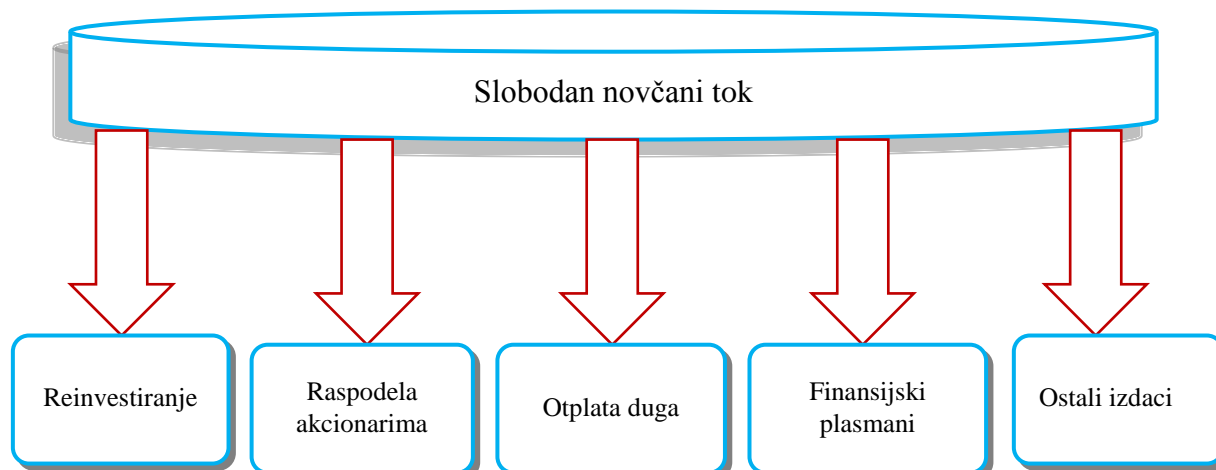 Slobodan novčani tok
Reinvestiranje
Raspodela
akcionarima
Otplata duga
Finansijski
plasmani
Ostali izdaci